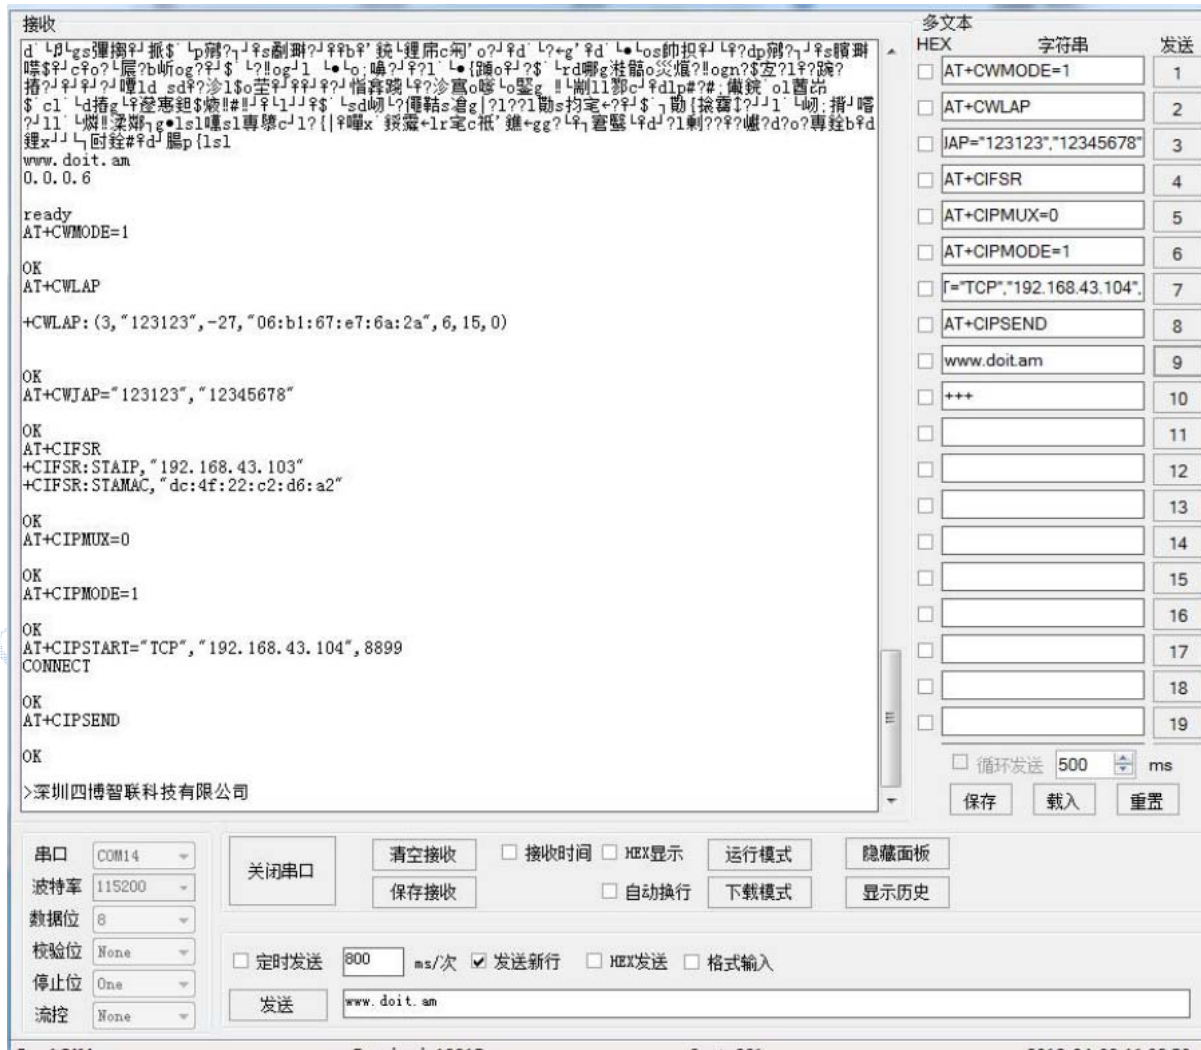 接收
www.doit.am
0.0.0.6
ready
AT+CWMODE=1
OK
AT+CWLAP
+CWLAP:(3,"123123",-27,"06:b1:67:e7:6a:2a",6,15,0)
OK
AT+CWJAP="123123","12345678"
OK
AT+CIFSR
+CIFSR:STAIP,"192.168.43.103"
+CIFSR:STAMAC,"dc:4f:22:c2:d6:a2"
OK
AT+CIPMUX=0
OK
AT+CIPMODE=1
OK
AT+CIPSTART="TCP","192.168.43.104",8899
CONNECT
OK
AT+CIPSEND
OK
>深圳四博智联科技有限公司
多文本
HEX 字符串 发送
AT+CWMODE=1 1
AT+CWLAP 2
JAP="123123","12345678" 3
AT+CIFSR 4
AT+CIPMUX=0 5
AT+CIPMODE=1 6
T="TCP","192.168.43.104", 7
AT+CIPSEND 8
www.doit.am 9
+++ 10
11
12
13
14
15
16
17
18
19
循环发送 500 ms
保存 载入 重置
串口 COM14
波特率 115200
数据位 8
校验位 None
停止位 One
流控 None
关闭串口
清空接收 接收时间 HEX显示 运行模式 隐藏面板
保存接收 自动换行 下载模式 显示历史
定时发送 800 ms/次 发送新行 HEX发送 格式输入
发送 www.doit.am